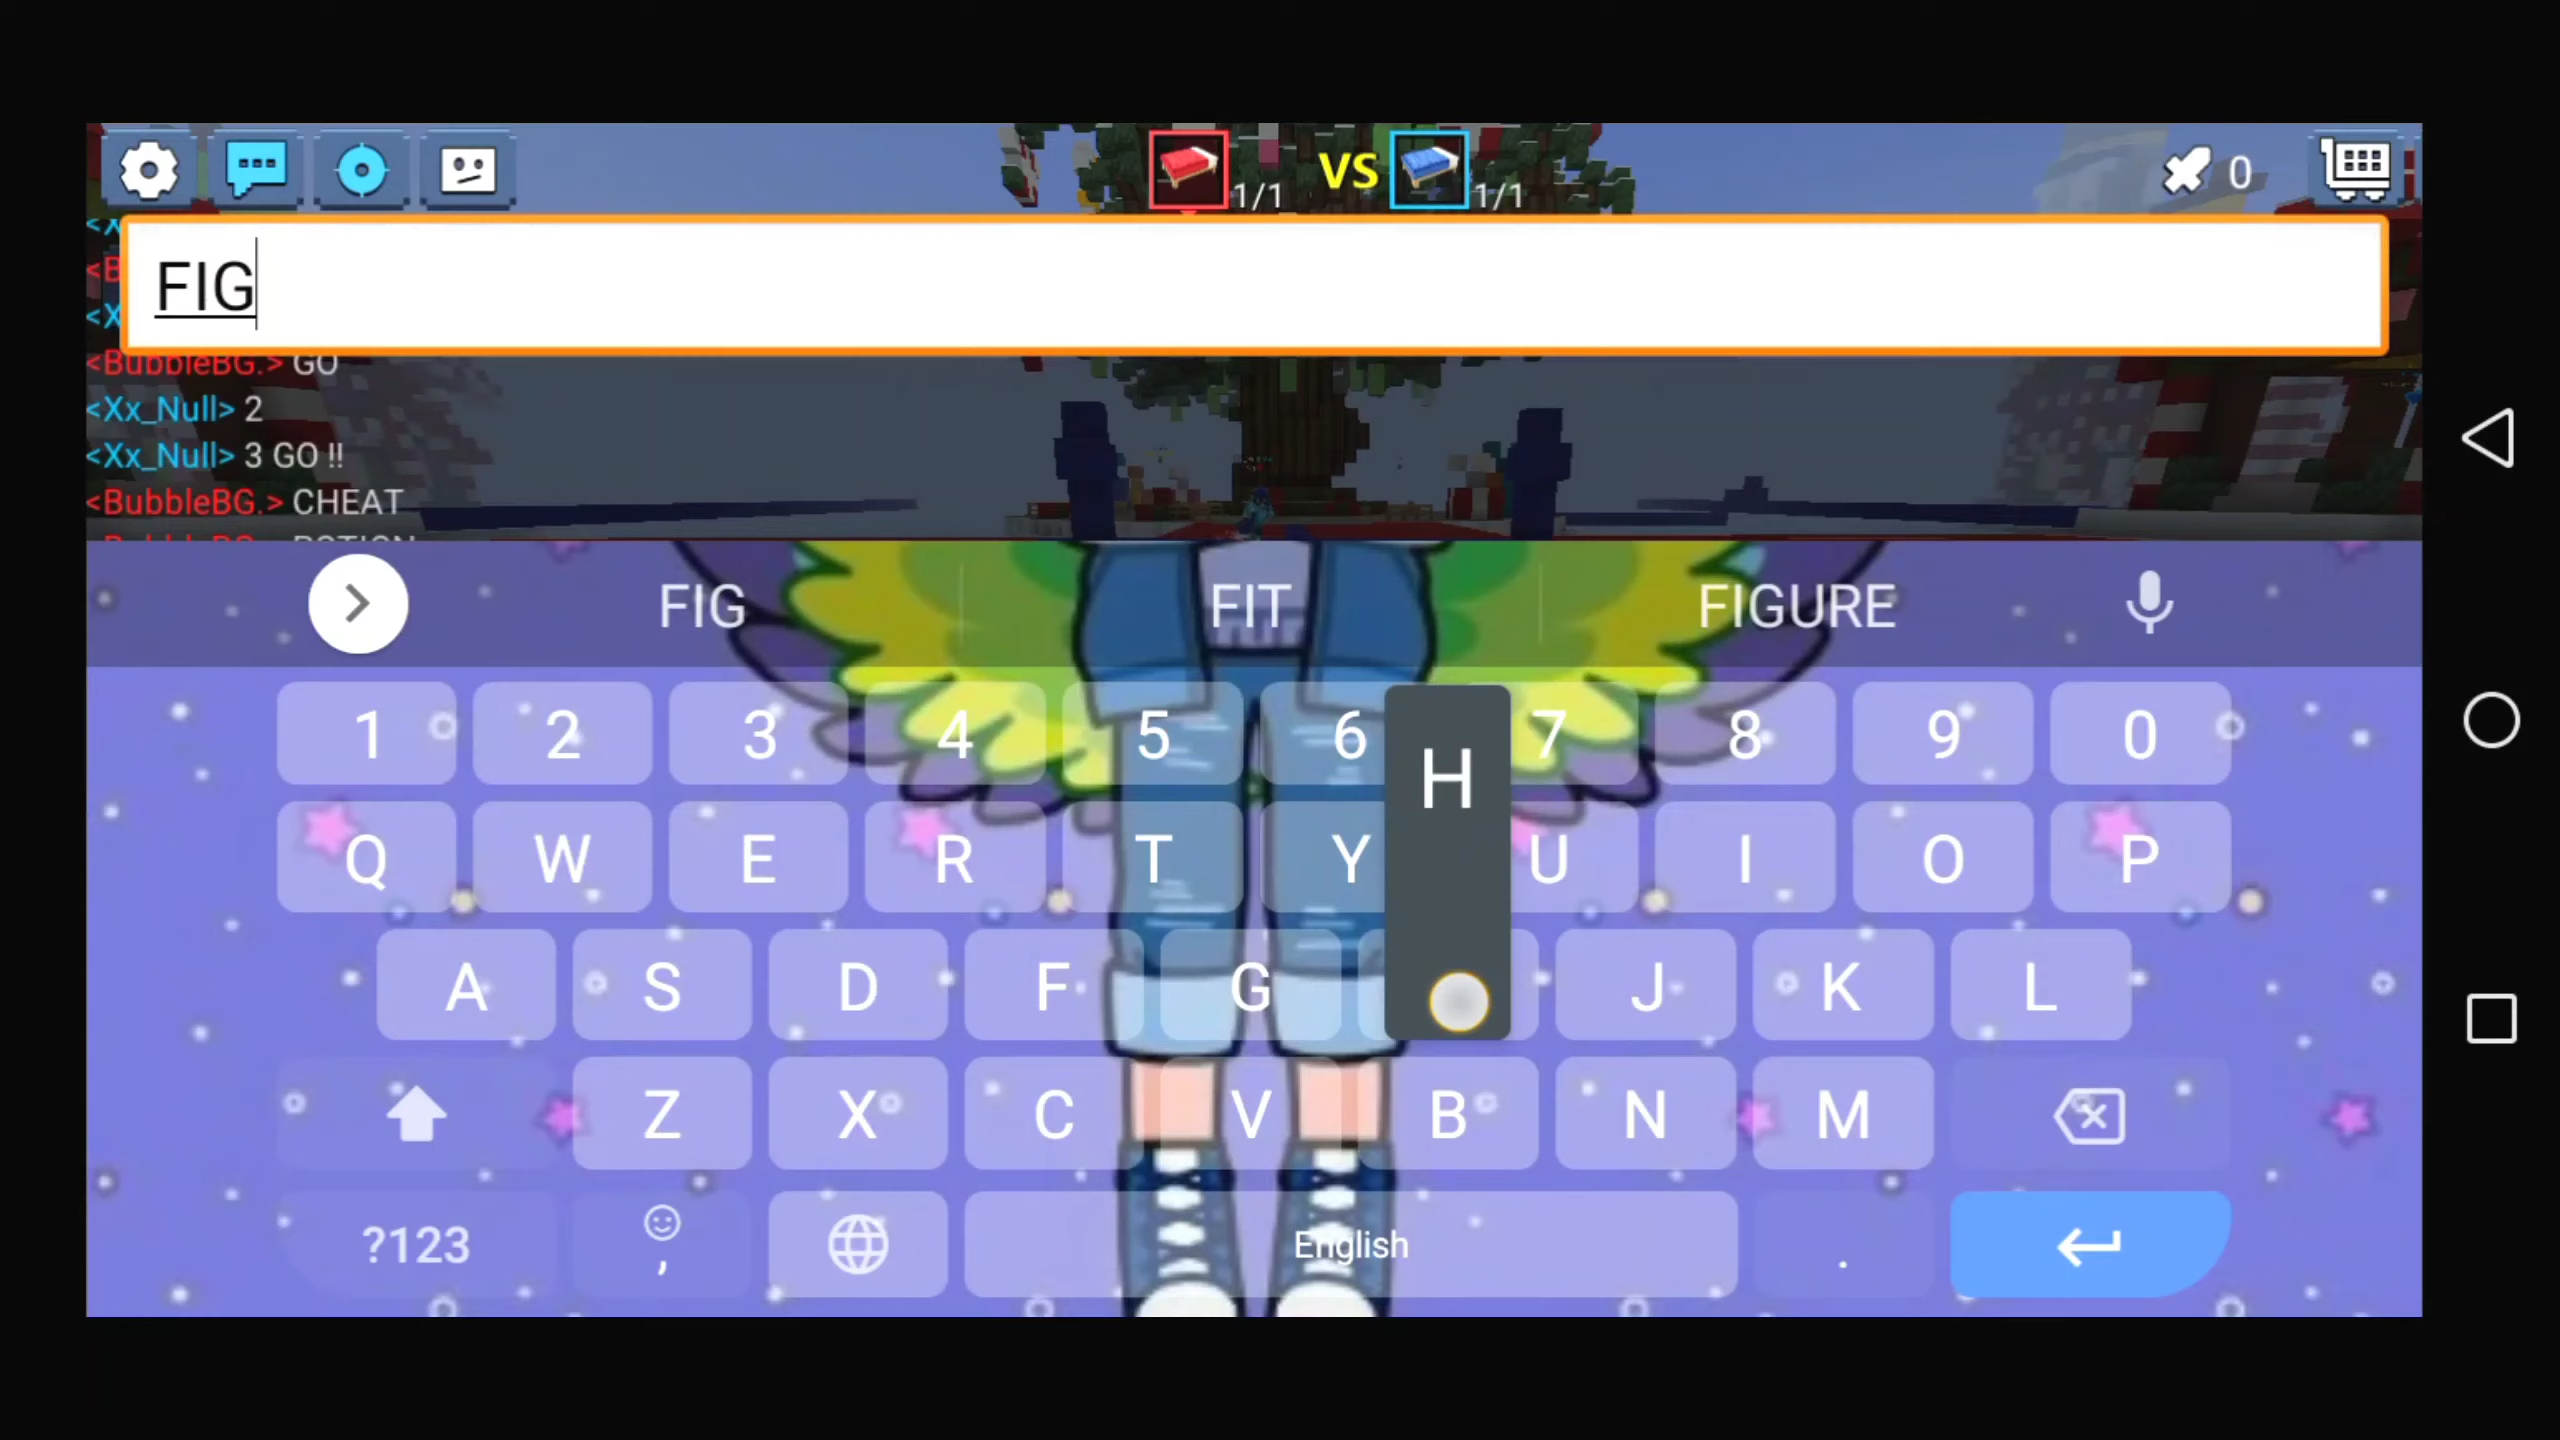 1/1 VS 1/1 0
FIG
<BubbleBG.> GO
<Xx_Null> 2
<Xx_Null> 3 GO !!
<BubbleBG.> CHEAT
FIG FIT FIGURE
1 2 3 4 5 6 7 8 9 0
H
Q W E R T Y U I O P
A S D F G J K L
Z X C V B N M
?123 , English .